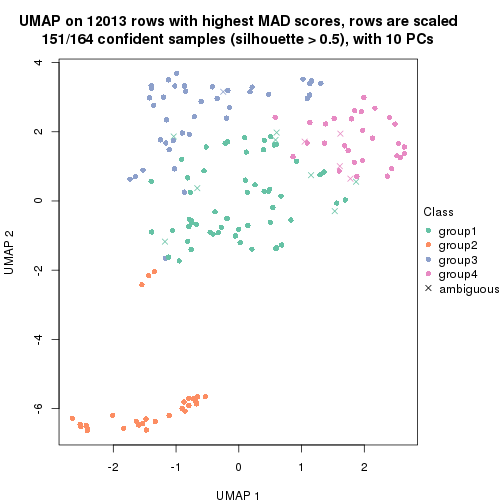 UMAP on 12013 rows with highest MAD scores, rows are scaled
151/164 confident samples (silhouette > 0.5), with 10 PCs
4
2
0
-2
-4
-6
UMAP 2
-2
-1
0
1
2
UMAP 1
Class
group1
group2
group3
group4
ambiguous